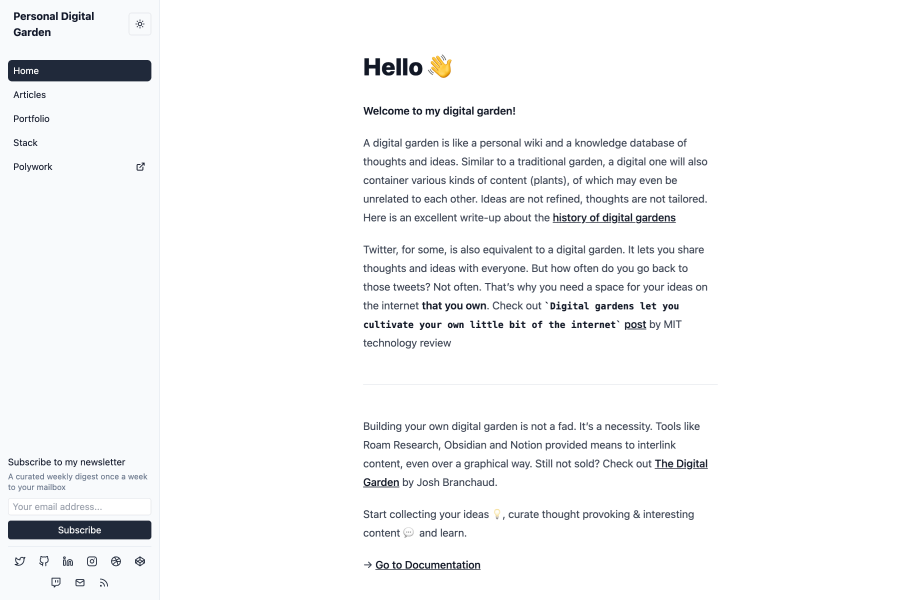 Personal Digital
Garden
Home
Articles
Portfolio
Stack
Polywork
Subscribe to my newsletter
A curated weekly digest once a week
to your mailbox
Your email address...
Subscribe
Hello 👋
Welcome to my digital garden!
A digital garden is like a personal wiki and a knowledge database of
thoughts and ideas. Similar to a traditional garden, a digital one will also
container various kinds of content (plants), of which may even be
unrelated to each other. Ideas are not refined, thoughts are not tailored.
Here is an excellent write-up about the history of digital gardens
Twitter, for some, is also equivalent to a digital garden. It lets you share
thoughts and ideas with everyone. But how often do you go back to
those tweets? Not often. That's why you need a space for your ideas on
the internet that you own. Check out `Digital gardens let you
cultivate your own little bit of the internet` post by MIT
technology review
Building your own digital garden is not a fad. It's a necessity. Tools like
Roam Research, Obsidian and Notion provided means to interlink
content, even over a graphical way. Still not sold? Check out The Digital
Garden by Josh Branchaud.
Start collecting your ideas 💡, curate thought provoking & interesting
content 💬 and learn.
→ Go to Documentation